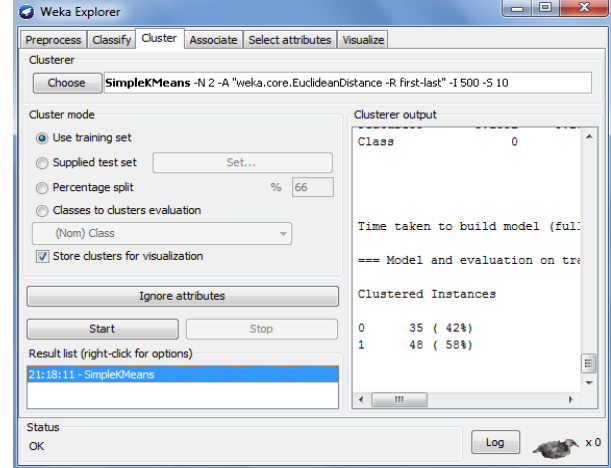 Weka Explorer
Preprocess Classify Cluster Associate Select attributes Visualize
Clusterer
Choose SimpleKMeans -N 2 -A "weka.core.EuclideanDistance -R first-last" -I 500 -S 10
Cluster mode
Use training set
Supplied test set Set...
Percentage split % 66
Classes to clusters evaluation
(Nom) Class
Store clusters for visualization
Ignore attributes
Start Stop
Result list (right-click for options)
21:18:11 - SimpleKMeans
Clusterer output
Class 0
Time taken to build model (full
=== Model and evaluation on tra
Clustered Instances
0 35 ( 42%)
1 48 ( 58%)
Status
OK
Log x 0